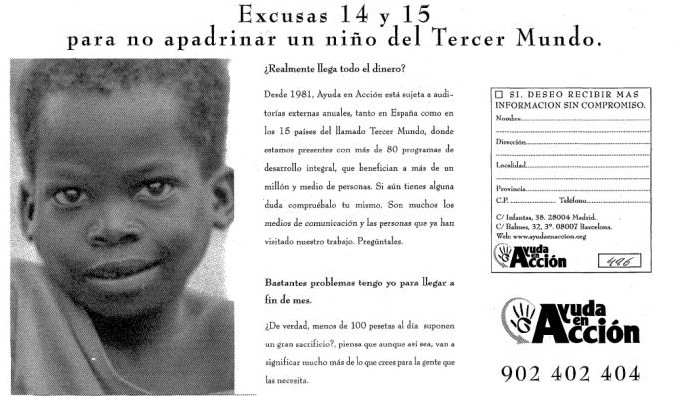 Excusas 14 y 15
para no apadrinar un niño del Tercer Mundo.
¿Realmente llega todo el dinero?
Desde 1981, Ayuda en Acción está sujeta a audi-
torías externas anuales, tanto en España como en
los 15 países del llamado Tercer Mundo, donde
estamos presentes con más de 80 programas de
desarrollo integral, que benefician a más de un
millón y medio de personas. Si aún tienes alguna
duda compruébalo tu mismo. Son muchos los
medios de comunicación y las personas que ya han
visitado nuestro trabajo. Pregúntales.
Bastantes problemas tengo yo para llegar a
fin de mes.
¿De verdad, menos de 100 pesetas al día suponen
un gran sacrificio?, piensa que aunque así sea, van a
significar mucho más de lo que crees para la gente que
las necesita.
SI. DESEO RECIBIR MAS
INFORMACION SIN COMPROMISO.
Nombre
Dirección
Localidad
Provincia
C.P. Teléfono
C/ Infantas, 38. 28004 Madrid.
C/ Balmes, 32, 3º. 08007 Barcelona.
Web: www.ayudaenaccion.org
Ayuda
en
Acción
496
Ayuda
en
Acción
902 402 404